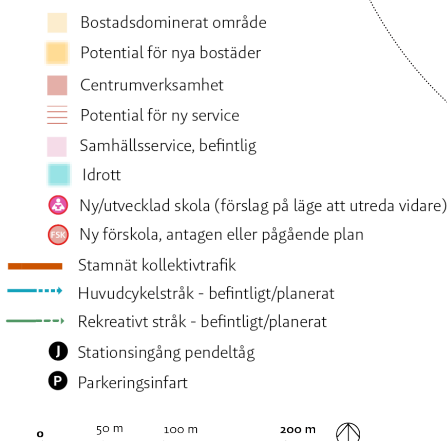 Bostadsdominerat område
Potential för nya bostäder
Centrumverksamhet
Potential för ny service
Samhällsservice, befintlig
Idrott
Ny/utvecklad skola (förslag på läge att utreda vidare)
FSK Ny förskola, antagen eller pågående plan
Stamnät kollektivtrafik
Huvudcykelstråk - befintligt/planerat
Rekreativt stråk - befintligt/planerat
J Stationsingång pendeltåg
P Parkeringsinfart
0 50 m 100 m 200 m